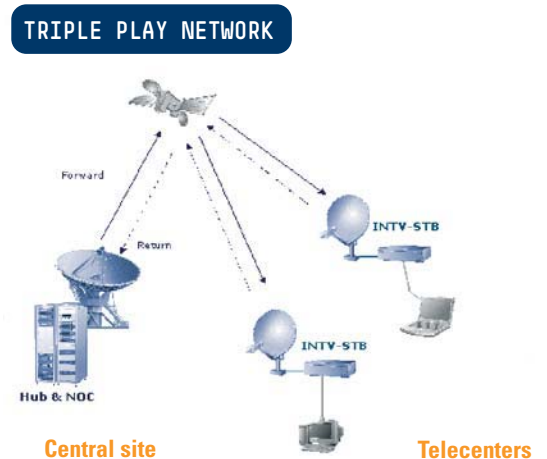 TRIPLE PLAY NETWORK
Forward
Return
INTV-STB
INTV-STB
Hub & NOC
Central site
Telecenters